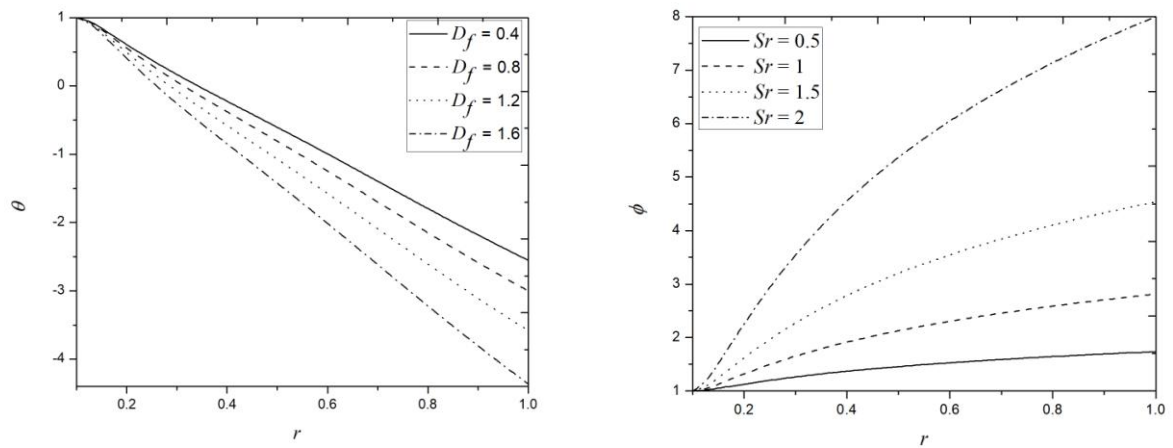 1
0
-1
-2
-3
-4
θ
0.2
0.4
0.6
0.8
1.0
r
D_f = 0.4
D_f = 0.8
D_f = 1.2
D_f = 1.6
8
7
6
5
4
3
2
1
ϕ
0.2
0.4
0.6
0.8
1.0
r
Sr = 0.5
Sr = 1
Sr = 1.5
Sr = 2